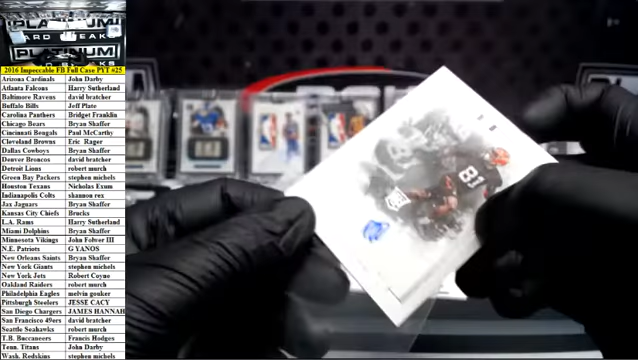 PLATINUM
ARD BREAKS
PLATINUM
2016 Impeccable FB Full Case PYT #25
Arizona Cardinals John Darby
Atlanta Falcons Harry Sutherland
Baltimore Ravens david bratcher
Buffalo Bills Jeff Plate
Carolina Panthers Bridget Franklin
Chicago Bears Bryan Shaffer
Cincinnati Bengals Paul McCarthy
Cleveland Browns Eric Rager
Dallas Cowboys Bryan Shaffer
Denver Broncos david bratcher
Detroit Lions robert murch
Green Bay Packers stephen michels
Houston Texans Nicholas Exum
Indianapolis Colts shannon rex
Jax Jaguars Bryan Shaffer
Kansas City Chiefs Brucks
L.A. Rams Harry Sutherland
Miami Dolphins Bryan Shaffer
Minnesota Vikings John Folver III
N.E. Patriots G YANOS
New Orleans Saints Bryan Shaffer
New York Giants stephen michels
New York Jets Robert Coyne
Oakland Raiders robert murch
Philadelphia Eagles melvin gouker
Pittsburgh Steelers JESSE CACY
San Diego Chargers JAMES HANNAH
San Francisco 49ers david bratcher
Seattle Seahawks robert murch
T.B. Buccaneers Francis Hodges
Tenn. Titans John Darby
Wash. Redskins stephen michels